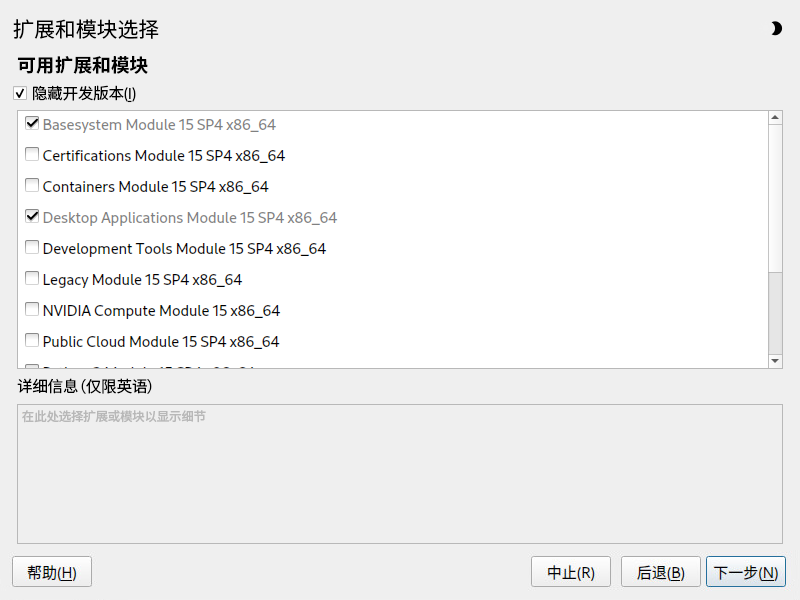 扩展和模块选择
可用扩展和模块
隐藏开发版本(I)
Basesystem Module 15 SP4 x86_64
Certifications Module 15 SP4 x86_64
Containers Module 15 SP4 x86_64
Desktop Applications Module 15 SP4 x86_64
Development Tools Module 15 SP4 x86_64
Legacy Module 15 SP4 x86_64
NVIDIA Compute Module 15 x86_64
Public Cloud Module 15 SP4 x86_64
详细信息 (仅限英语)
在此处选择扩展或模块以显示细节
帮助(H) 中止(R) 后退(B) 下一步(N)